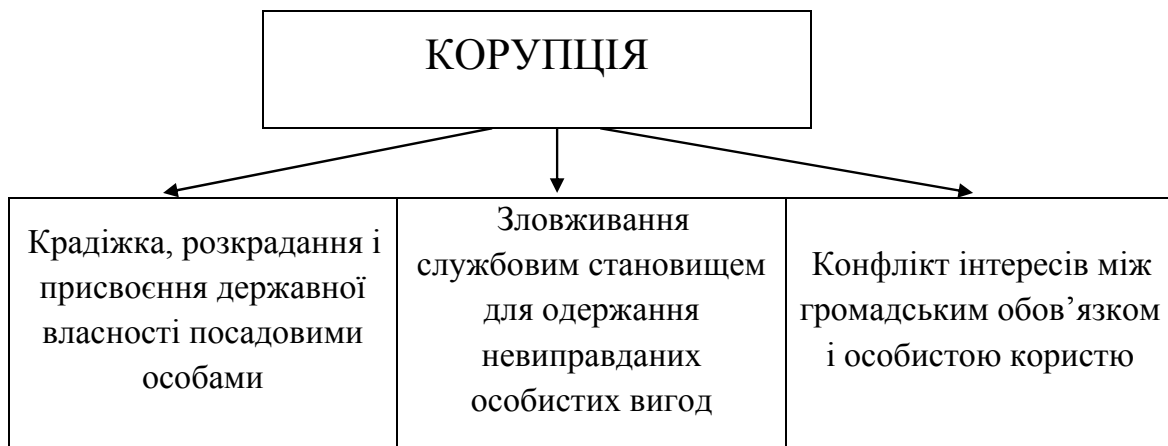 КОРУПЦІЯ
Крадіжка, розкрадання і
присвоєння державної
власності посадовими
особами
Зловживання
службовим становищем
для одержання
невиправданих
особистих вигод
Конфлікт інтересів між
громадським обов’язком
і особистою користю